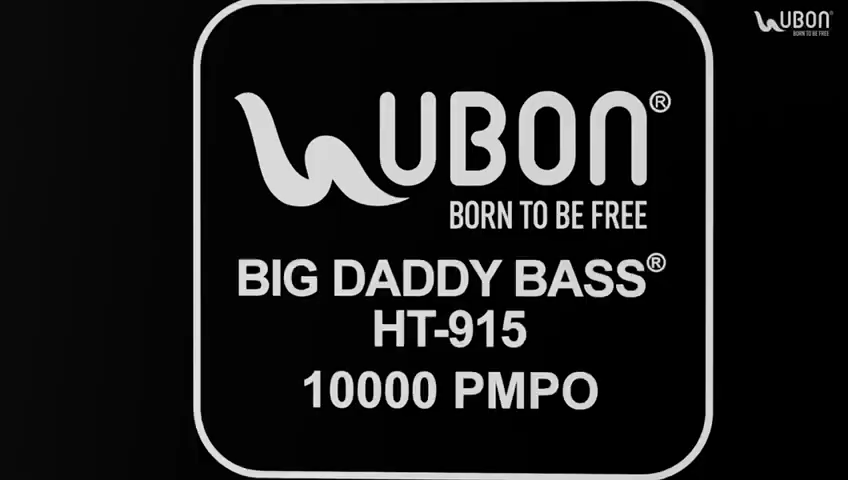 UBON®
BORN TO BE FREE
UBON®
BORN TO BE FREE
BIG DADDY BASS®
HT-915
10000 PMPO